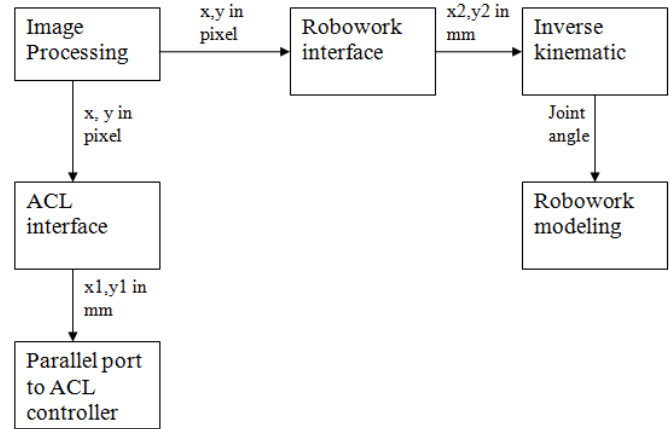 Image
Processing
x,y in
pixel
Robowork
interface
x2,y2 in
mm
Inverse
kinematic
x, y in
pixel
Joint
angle
ACL
interface
Robowork
modeling
x1,y1 in
mm
Parallel port
to ACL
controller